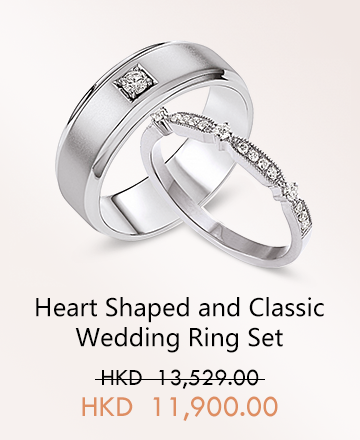 Heart Shaped and Classic
Wedding Ring Set
HKD 13,529.00
HKD 11,900.00